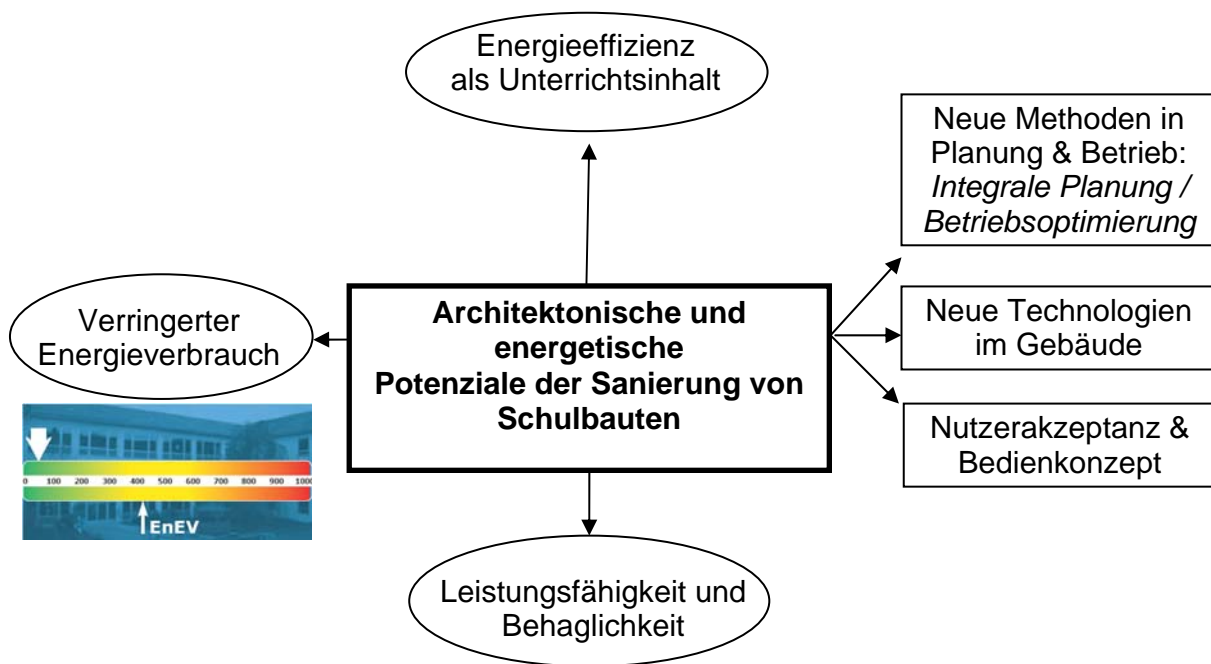 Energieeffizienz
als Unterrichtsinhalt
Neue Methoden in
Planung & Betrieb:
Integrale Planung /
Betriebsoptimierung
Verringerter
Energieverbrauch
Architektonische und
energetische
Potenziale der Sanierung von
Schulbauten
Neue Technologien
im Gebäude
Nutzerakzeptanz &
Bedienkonzept
0 100 200 300 400 500 600 700 800 900 1000
EnEV
Leistungsfähigkeit und
Behaglichkeit